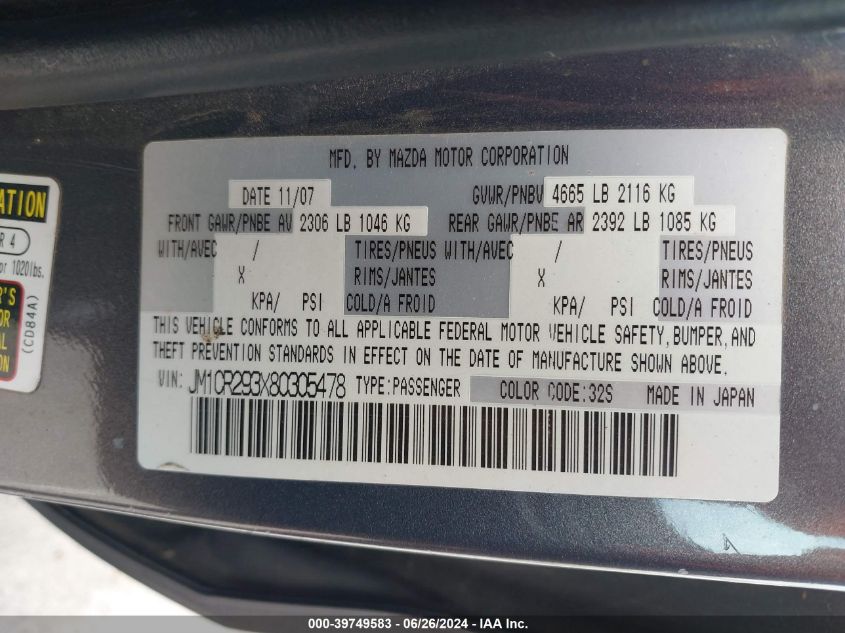 MFD. BY MAZDA MOTOR CORPORATION
DATE 11/07 GVWR/PNBV 4665 LB 2116 KG
FRONT GAWR/PNBE AV 2306 LB 1046 KG REAR GAWR/PNBE AR 2392 LB 1085 KG
WITH/AVEC / TIRES/PNEUS WITH/AVEC / TIRES/PNEUS
X RIMS/JANTES X RIMS/JANTES
KPA/ PSI COLD/A FROID KPA/ PSI COLD/A FROID
THIS VEHICLE CONFORMS TO ALL APPLICABLE FEDERAL MOTOR VEHICLE SAFETY, BUMPER, AND
THEFT PREVENTION STANDARDS IN EFFECT ON THE DATE OF MANUFACTURE SHOWN ABOVE.
VIN: JM1CR293X80305478 TYPE:PASSENGER COLOR CODE:32S MADE IN JAPAN
R 4
or 1020lbs.
(CD84A)
000-39749583 / 06/26/2024 / IAA Inc.